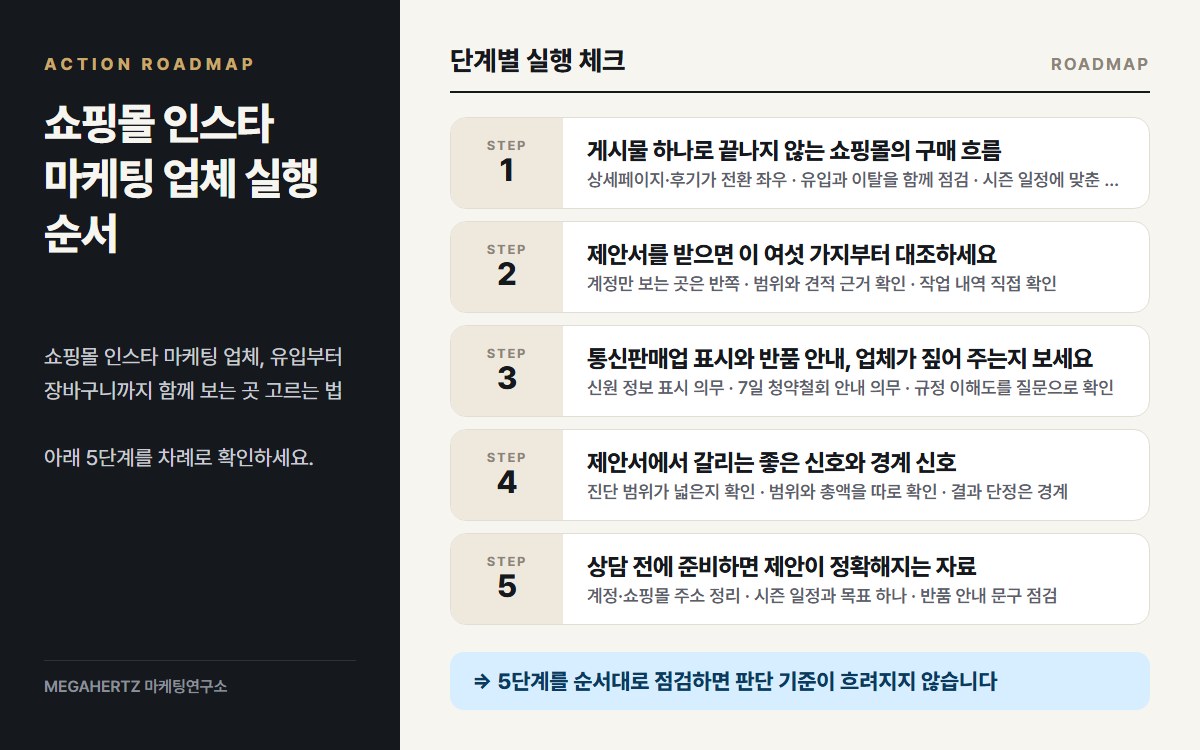 ACTION ROADMAP
쇼핑몰 인스타
마케팅 업체 실행
순서
쇼핑몰 인스타 마케팅 업체, 유입부터
장바구니까지 함께 보는 곳 고르는 법
아래 5단계를 차례로 확인하세요.
MEGAHERTZ 마케팅연구소
단계별 실행 체크
ROADMAP
STEP
1
게시물 하나로 끝나지 않는 쇼핑몰의 구매 흐름
상세페이지·후기가 전환 좌우 · 유입과 이탈을 함께 점검 · 시즌 일정에 맞춘 ...
STEP
2
제안서를 받으면 이 여섯 가지부터 대조하세요
계정만 보는 곳은 반쪽 · 범위와 견적 근거 확인 · 작업 내역 직접 확인
STEP
3
통신판매업 표시와 반품 안내, 업체가 짚어 주는지 보세요
신원 정보 표시 의무 · 7일 청약철회 안내 의무 · 규정 이해도를 질문으로 확인
STEP
4
제안서에서 갈리는 좋은 신호와 경계 신호
진단 범위가 넓은지 확인 · 범위와 총액을 따로 확인 · 결과 단정은 경계
STEP
5
상담 전에 준비하면 제안이 정확해지는 자료
계정·쇼핑몰 주소 정리 · 시즌 일정과 목표 하나 · 반품 안내 문구 점검
→ 5단계를 순서대로 점검하면 판단 기준이 흐려지지 않습니다